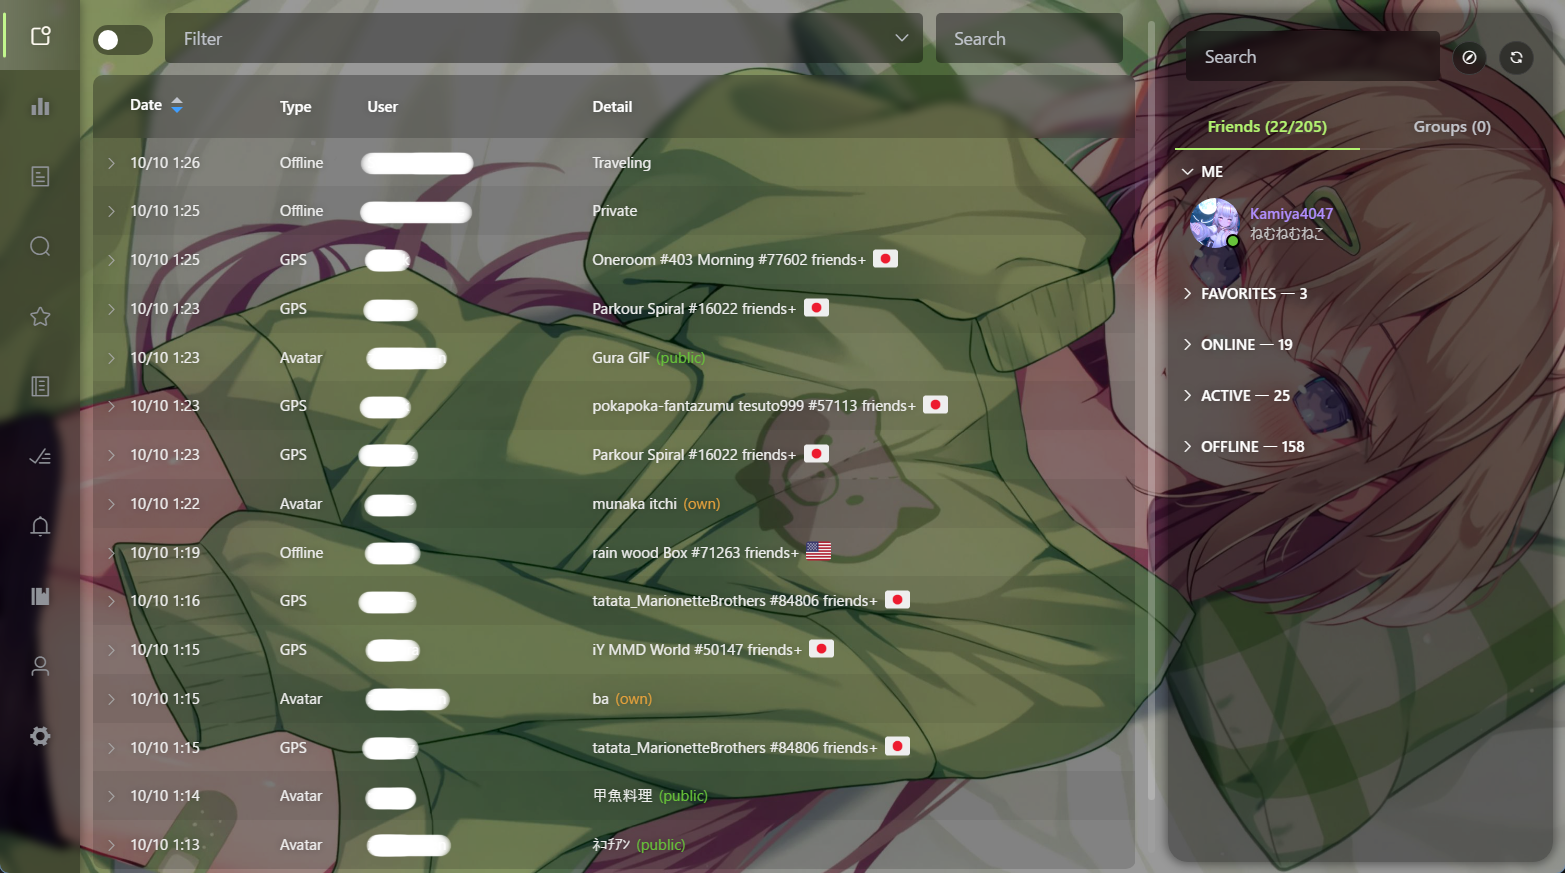 Filter
Search
Date Type User Detail
10/10 1:26 Offline Traveling
10/10 1:25 Offline Private
10/10 1:25 GPS Oneroom #403 Morning #77602 friends+
10/10 1:23 GPS Parkour Spiral #16022 friends+
10/10 1:23 Avatar Gura GIF (public)
10/10 1:23 GPS pokapoka-fantazumu tesuto999 #57113 friends+
10/10 1:23 GPS Parkour Spiral #16022 friends+
10/10 1:22 Avatar munaka itchi (own)
10/10 1:19 Offline rain wood Box #71263 friends+
10/10 1:16 GPS tatata_MarionetteBrothers #84806 friends+
10/10 1:15 GPS iY MMD World #50147 friends+
10/10 1:15 Avatar ba (own)
10/10 1:15 GPS tatata_MarionetteBrothers #84806 friends+
10/10 1:14 Avatar 甲魚料理 (public)
10/10 1:13 Avatar ﾈｺﾁｱﾝ (public)
Search
Friends (22/205) Groups (0)
ME
Kamiya4047
ねむねむねこ
FAVORITES — 3
ONLINE — 19
ACTIVE — 25
OFFLINE — 158